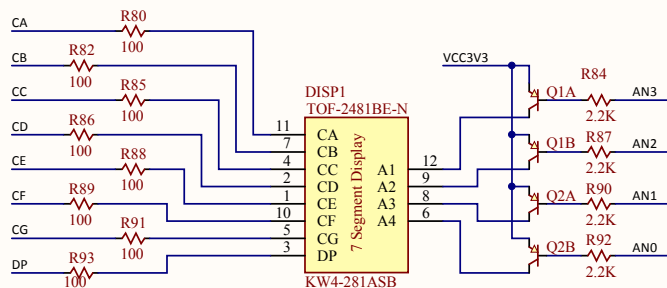 CA
R80
100
CB
R82
100
CC
R85
100
CD
R86
100
CE
R88
100
CF
R89
100
CG
R91
100
DP
R93
100
DISP1
TOF-2481BE-N
11
CA
7
CB
4
CC
2
CD
1
CE
10
CF
5
CG
3
DP
7 Segment Display
A1
12
A2
9
A3
8
A4
6
KW4-281ASB
VCC3V3
Q1A
R84
2.2K
AN3
Q1B
R87
2.2K
AN2
Q2A
R90
2.2K
AN1
Q2B
R92
2.2K
AN0